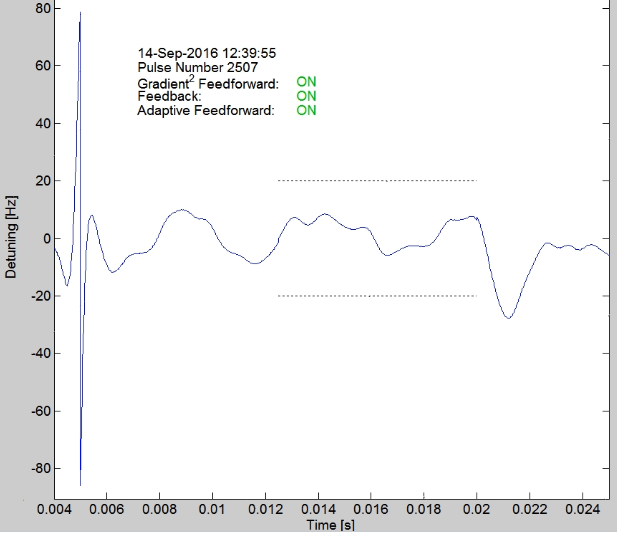 80
60
40
20
0
-20
-40
-60
-80
Detuning [Hz]
14-Sep-2016 12:39:55
Pulse Number 2507
Gradient² Feedforward: ON
Feedback: ON
Adaptive Feedforward: ON
0.004 0.006 0.008 0.01 0.012 0.014 0.016 0.018 0.02 0.022 0.024
Time [s]